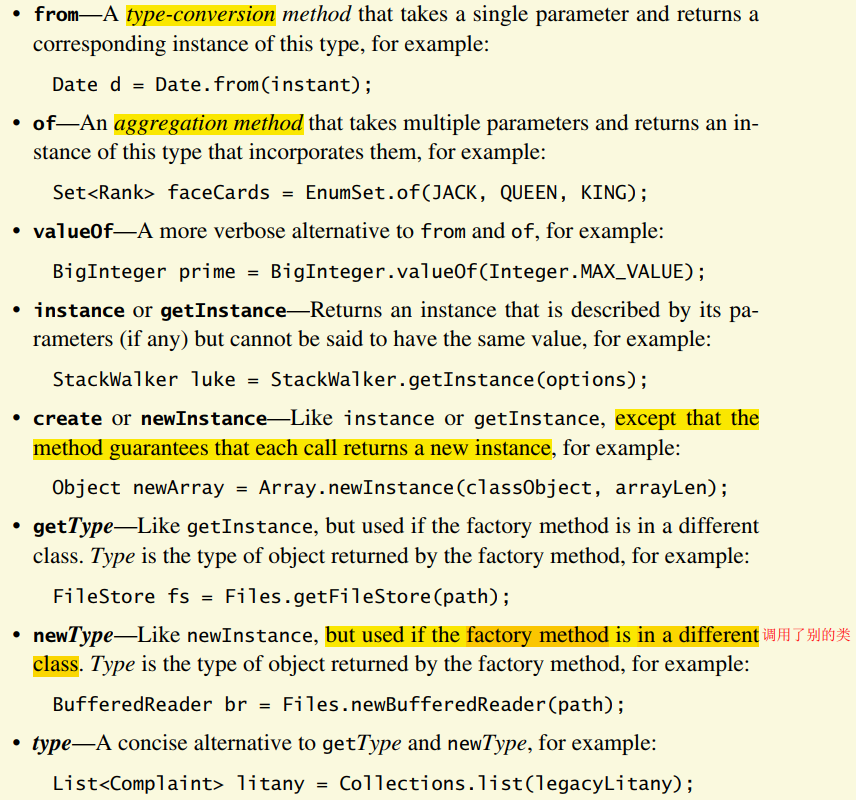 • from—A type-conversion method that takes a single parameter and returns a
corresponding instance of this type, for example:
Date d = Date.from(instant);
• of—An aggregation method that takes multiple parameters and returns an in-
stance of this type that incorporates them, for example:
Set<Rank> faceCards = EnumSet.of(JACK, QUEEN, KING);
• valueOf—A more verbose alternative to from and of, for example:
BigInteger prime = BigInteger.valueOf(Integer.MAX_VALUE);
• instance or getInstance—Returns an instance that is described by its pa-
rameters (if any) but cannot be said to have the same value, for example:
StackWalker luke = StackWalker.getInstance(options);
• create or newInstance—Like instance or getInstance, except that the
method guarantees that each call returns a new instance, for example:
Object newArray = Array.newInstance(classObject, arrayLen);
• getType—Like getInstance, but used if the factory method is in a different
class. Type is the type of object returned by the factory method, for example:
FileStore fs = Files.getFileStore(path);
• newType—Like newInstance, but used if the factory method is in a different 调用了别的类
class. Type is the type of object returned by the factory method, for example:
BufferedReader br = Files.newBufferedReader(path);
• type—A concise alternative to getType and newType, for example:
List<Complaint> litany = Collections.list(legacyLitany);